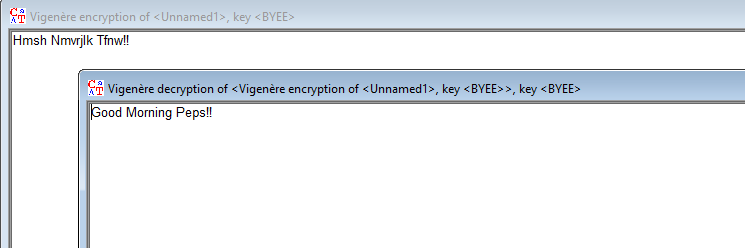 Vigenère encryption of <Unnamed1>, key <BYEE>
Hmsh Nmvrjlk Tfnw!!
Vigenère decryption of <Vigenère encryption of <Unnamed1>, key <BYEE>>, key <BYEE>
Good Morning Peps!!